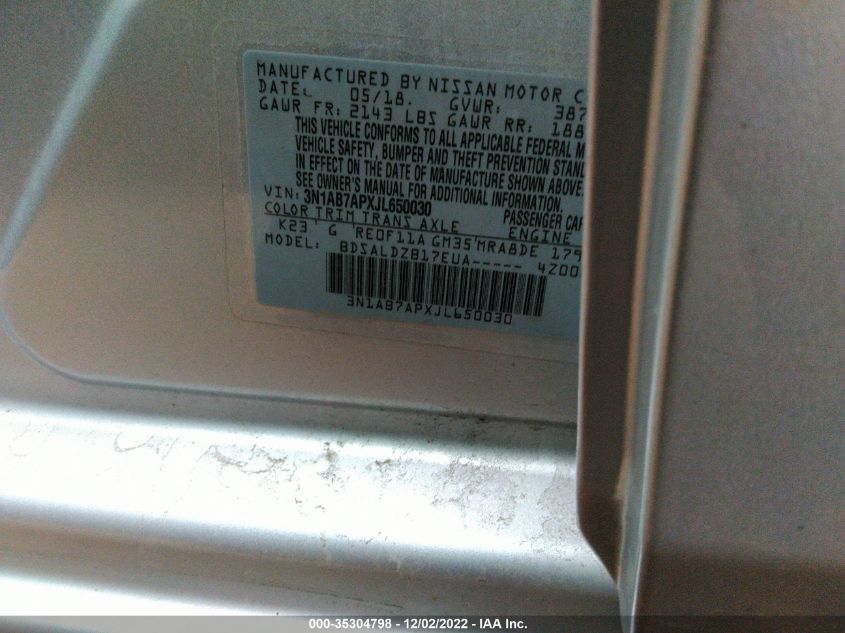 MANUFACTURED BY NISSAN MOTOR C
DATE: 05/18. GVWR: 387
GAWR FR: 2143 LBS GAWR RR: 188
THIS VEHICLE CONFORMS TO ALL APPLICABLE FEDERAL M
VEHICLE SAFETY, BUMPER AND THEFT PREVENTION STAN
IN EFFECT ON THE DATE OF MANUFACTURE SHOWN ABOVE.
SEE OWNER'S MANUAL FOR ADDITIONAL INFORMATION.
VIN: 3N1AB7APXJL650030 PASSENGER CAR
COLOR TRIM TRANS AXLE ENGINE
K23 G RE0F11A GM35 MRA8DE 179
MODEL: BDSALDZB17EUA----- 4Z00
3N1AB7APXJL650030
000-35304798 - 12/02/2022 - IAA Inc.